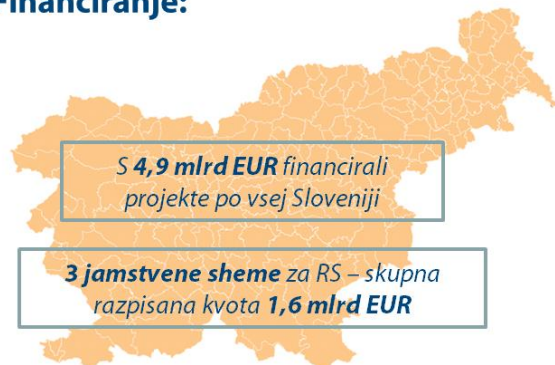 Financiranje:
S 4,9 mlrd EUR financirali
projekte po vsej Sloveniji
3 jamstvene sheme za RS – skupna
razpisana kvota 1,6 mlrd EUR